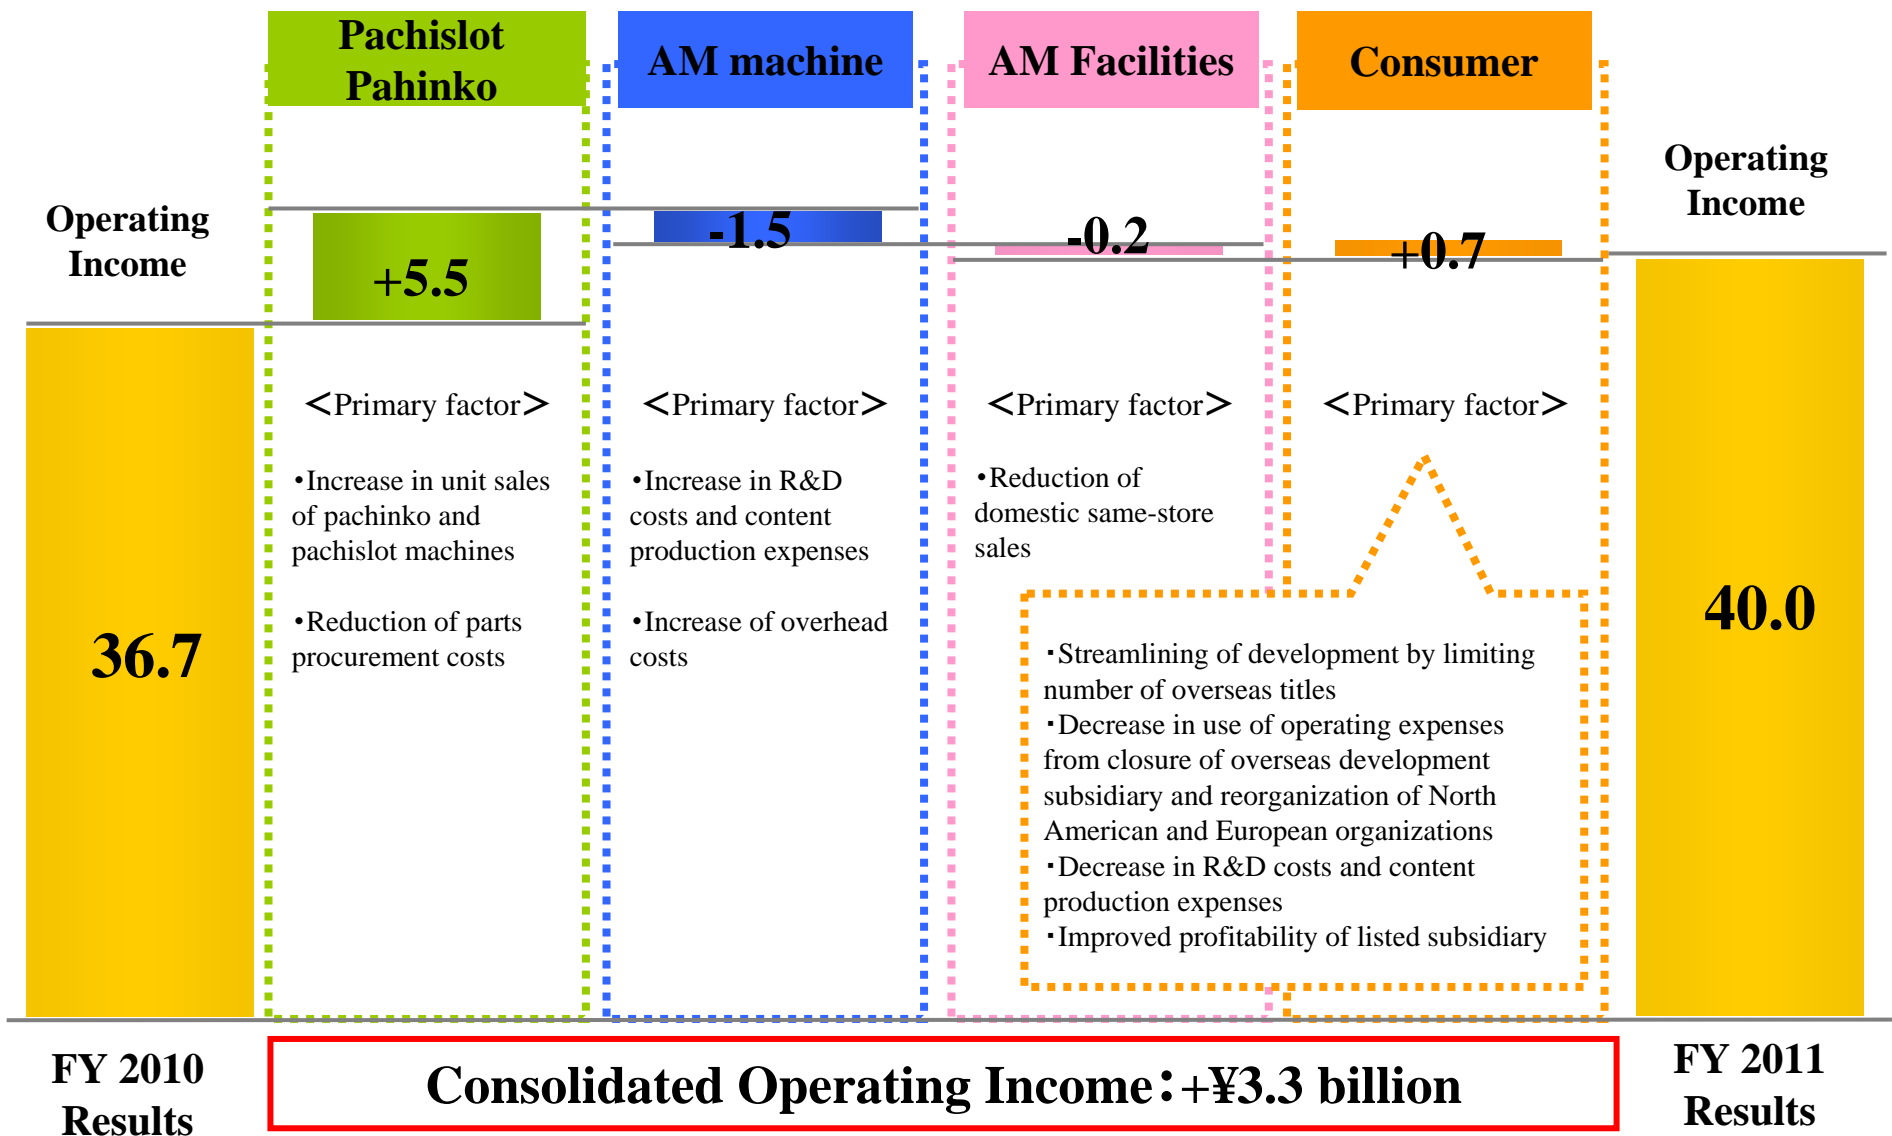 Pachislot
Pahinko
AM machine
AM Facilities
Consumer
Operating
Income
Operating
Income
+5.5
-1.5
-0.2
+0.7
36.7
40.0
<Primary factor>
・Increase in unit sales
of pachinko and
pachislot machines
・Reduction of parts
procurement costs
<Primary factor>
・Increase in R&D
costs and content
production expenses
・Increase of overhead
costs
<Primary factor>
・Reduction of
domestic same-store
sales
<Primary factor>
・Streamlining of development by limiting
number of overseas titles
・Decrease in use of operating expenses
from closure of overseas development
subsidiary and reorganization of North
American and European organizations
・Decrease in R&D costs and content
production expenses
・Improved profitability of listed subsidiary
FY 2010
Results
Consolidated Operating Income：+¥3.3 billion
FY 2011
Results